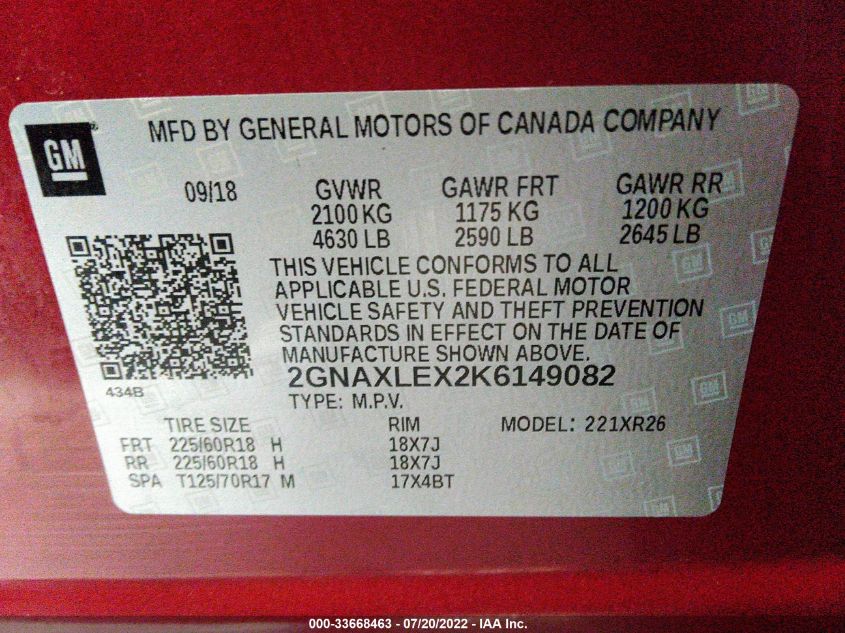 GM
MFD BY GENERAL MOTORS OF CANADA COMPANY
09/18 GVWR GAWR FRT GAWR RR
2100 KG 1175 KG 1200 KG
4630 LB 2590 LB 2645 LB
THIS VEHICLE CONFORMS TO ALL
APPLICABLE U.S. FEDERAL MOTOR
VEHICLE SAFETY AND THEFT PREVENTION
STANDARDS IN EFFECT ON THE DATE OF
MANUFACTURE SHOWN ABOVE.
434B
2GNAXLEX2K6149082
TYPE: M.P.V.
TIRE SIZE RIM MODEL: 221XR26
FRT 225/60R18 H 18X7J
RR 225/60R18 H 18X7J
SPA T125/70R17 M 17X4BT
000-33668463 - 07/20/2022 - IAA Inc.